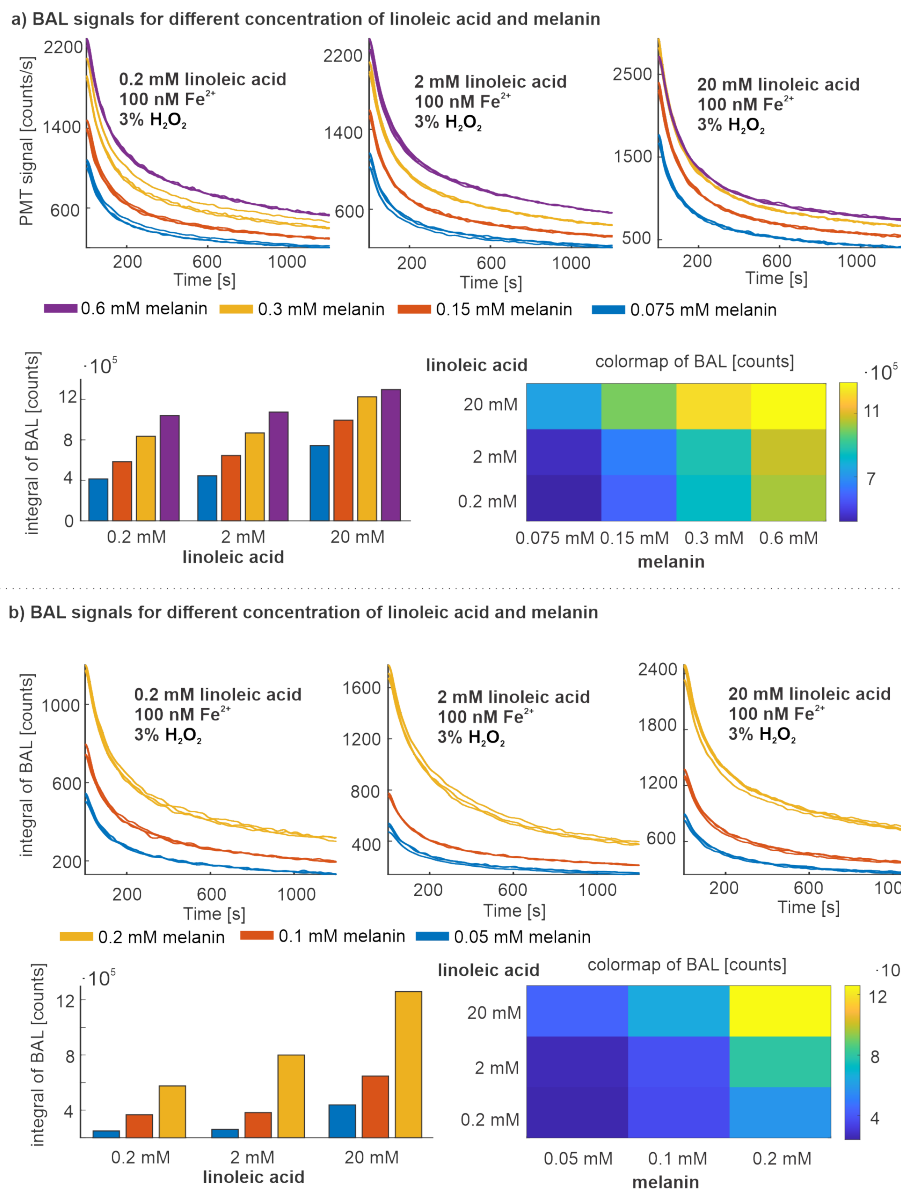 a) BAL signals for different concentration of linoleic acid and melanin
PMT signal [counts/s]
2200
1400
600
0.2 mM linoleic acid
100 nM Fe²⁺
3% H₂O₂
200 600 1000
Time [s]
2200
1400
600
2 mM linoleic acid
100 nM Fe²⁺
3% H₂O₂
200 600 1000
Time [s]
2500
1500
500
20 mM linoleic acid
100 nM Fe²⁺
3% H₂O₂
200 600 1000
Time [s]
0.6 mM melanin 0.3 mM melanin 0.15 mM melanin 0.075 mM melanin
integral of BAL [counts]
·10⁵
12
8
4
0
0.2 mM 2 mM 20 mM
linoleic acid
linoleic acid
colormap of BAL [counts]
20 mM
2 mM
0.2 mM
0.075 mM 0.15 mM 0.3 mM 0.6 mM
melanin
·10⁵
11
7
b) BAL signals for different concentration of linoleic acid and melanin
integral of BAL [counts]
1000
600
200
0.2 mM linoleic acid
100 nM Fe²⁺
3% H₂O₂
200 600 1000
Time [s]
1600
1200
800
400
2 mM linoleic acid
100 nM Fe²⁺
3% H₂O₂
200 600 1000
Time [s]
2400
1800
1200
600
20 mM linoleic acid
100 nM Fe²⁺
3% H₂O₂
200 600
Time [s]
0.2 mM melanin 0.1 mM melanin 0.05 mM melanin
integral of BAL [counts]
·10⁵
12
8
4
0.2 mM 2 mM 20 mM
linoleic acid
linoleic acid
colormap of BAL [counts]
20 mM
2 mM
0.2 mM
0.05 mM 0.1 mM 0.2 mM
melanin
·10
12
8
4